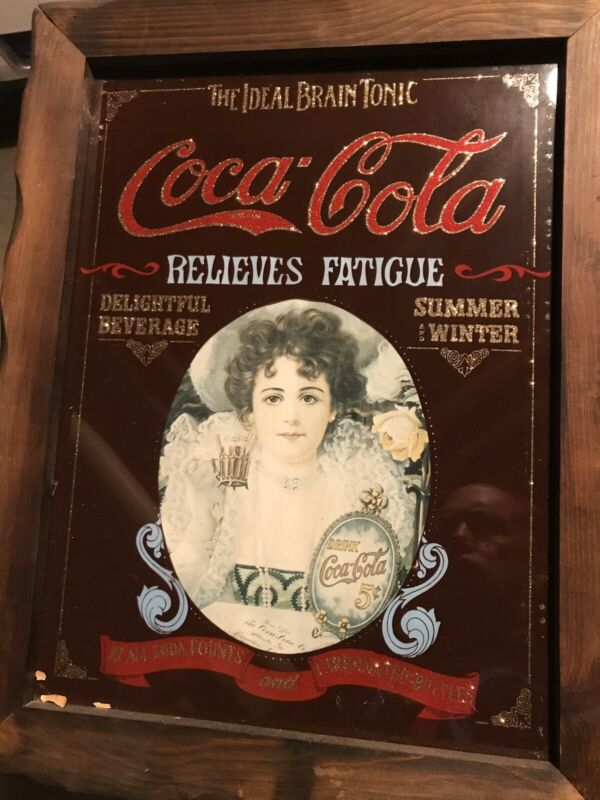 THE IDEAL BRAIN TONIC
Coca-Cola
RELIEVES FATIGUE
DELIGHTFUL
BEVERAGE
SUMMER
AND
WINTER
DRINK
Coca-Cola
5¢
AT ALL SODA FOUNTS
and
CARBONATED-BOTTLES